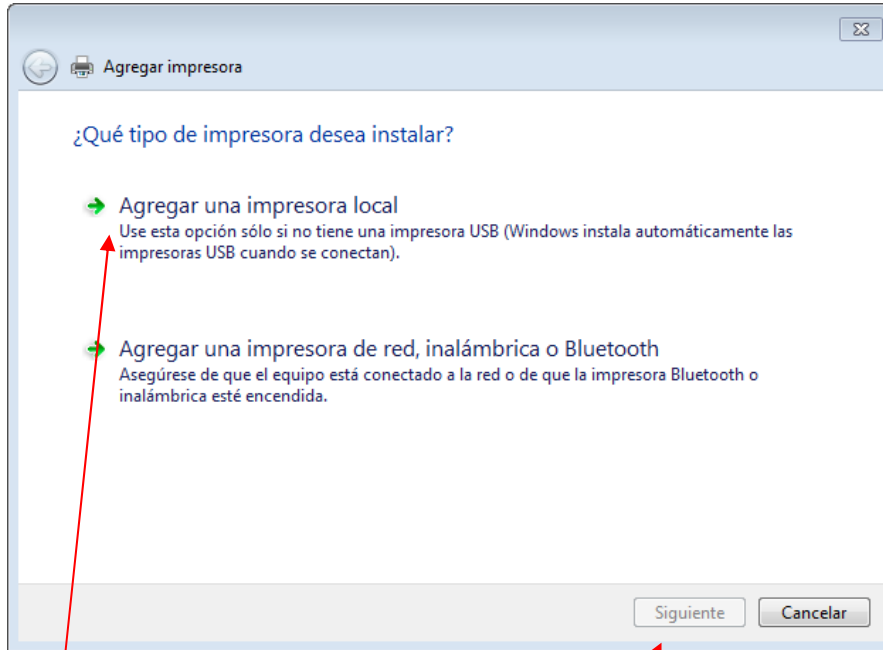 Agregar impresora
¿Qué tipo de impresora desea instalar?
Agregar una impresora local
Use esta opción sólo si no tiene una impresora USB (Windows instala automáticamente las
impresoras USB cuando se conectan).
Agregar una impresora de red, inalámbrica o Bluetooth
Asegúrese de que el equipo está conectado a la red o de que la impresora Bluetooth o
inalámbrica esté encendida.
Siguiente Cancelar